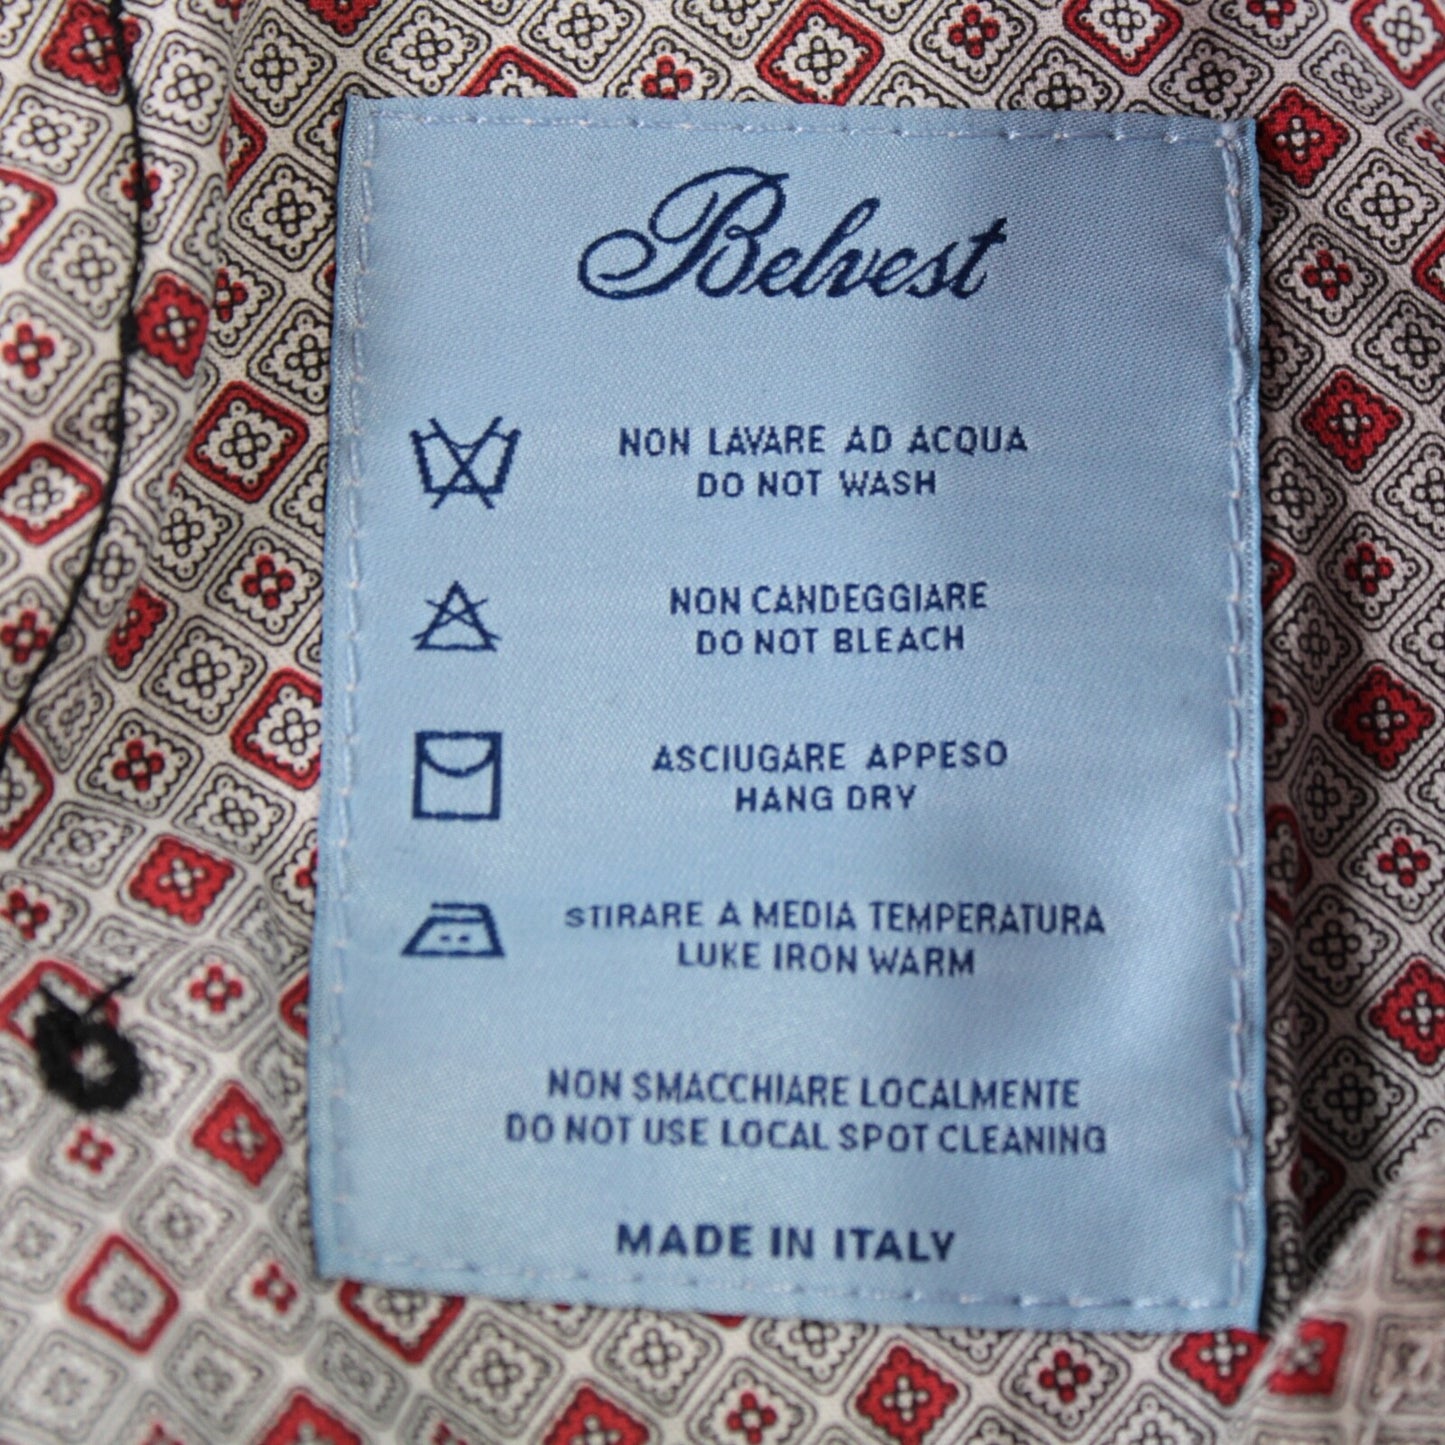 Belvest
NON LAVARE AD ACQUA
DO NOT WASH
NON CANDEGGIARE
DO NOT BLEACH
ASCIUGARE APPESO
HANG DRY
STIRARE A MEDIA TEMPERATURA
LUKE IRON WARM
NON SMACCHIARE LOCALMENTE
DO NOT USE LOCAL SPOT CLEANING
MADE IN ITALY